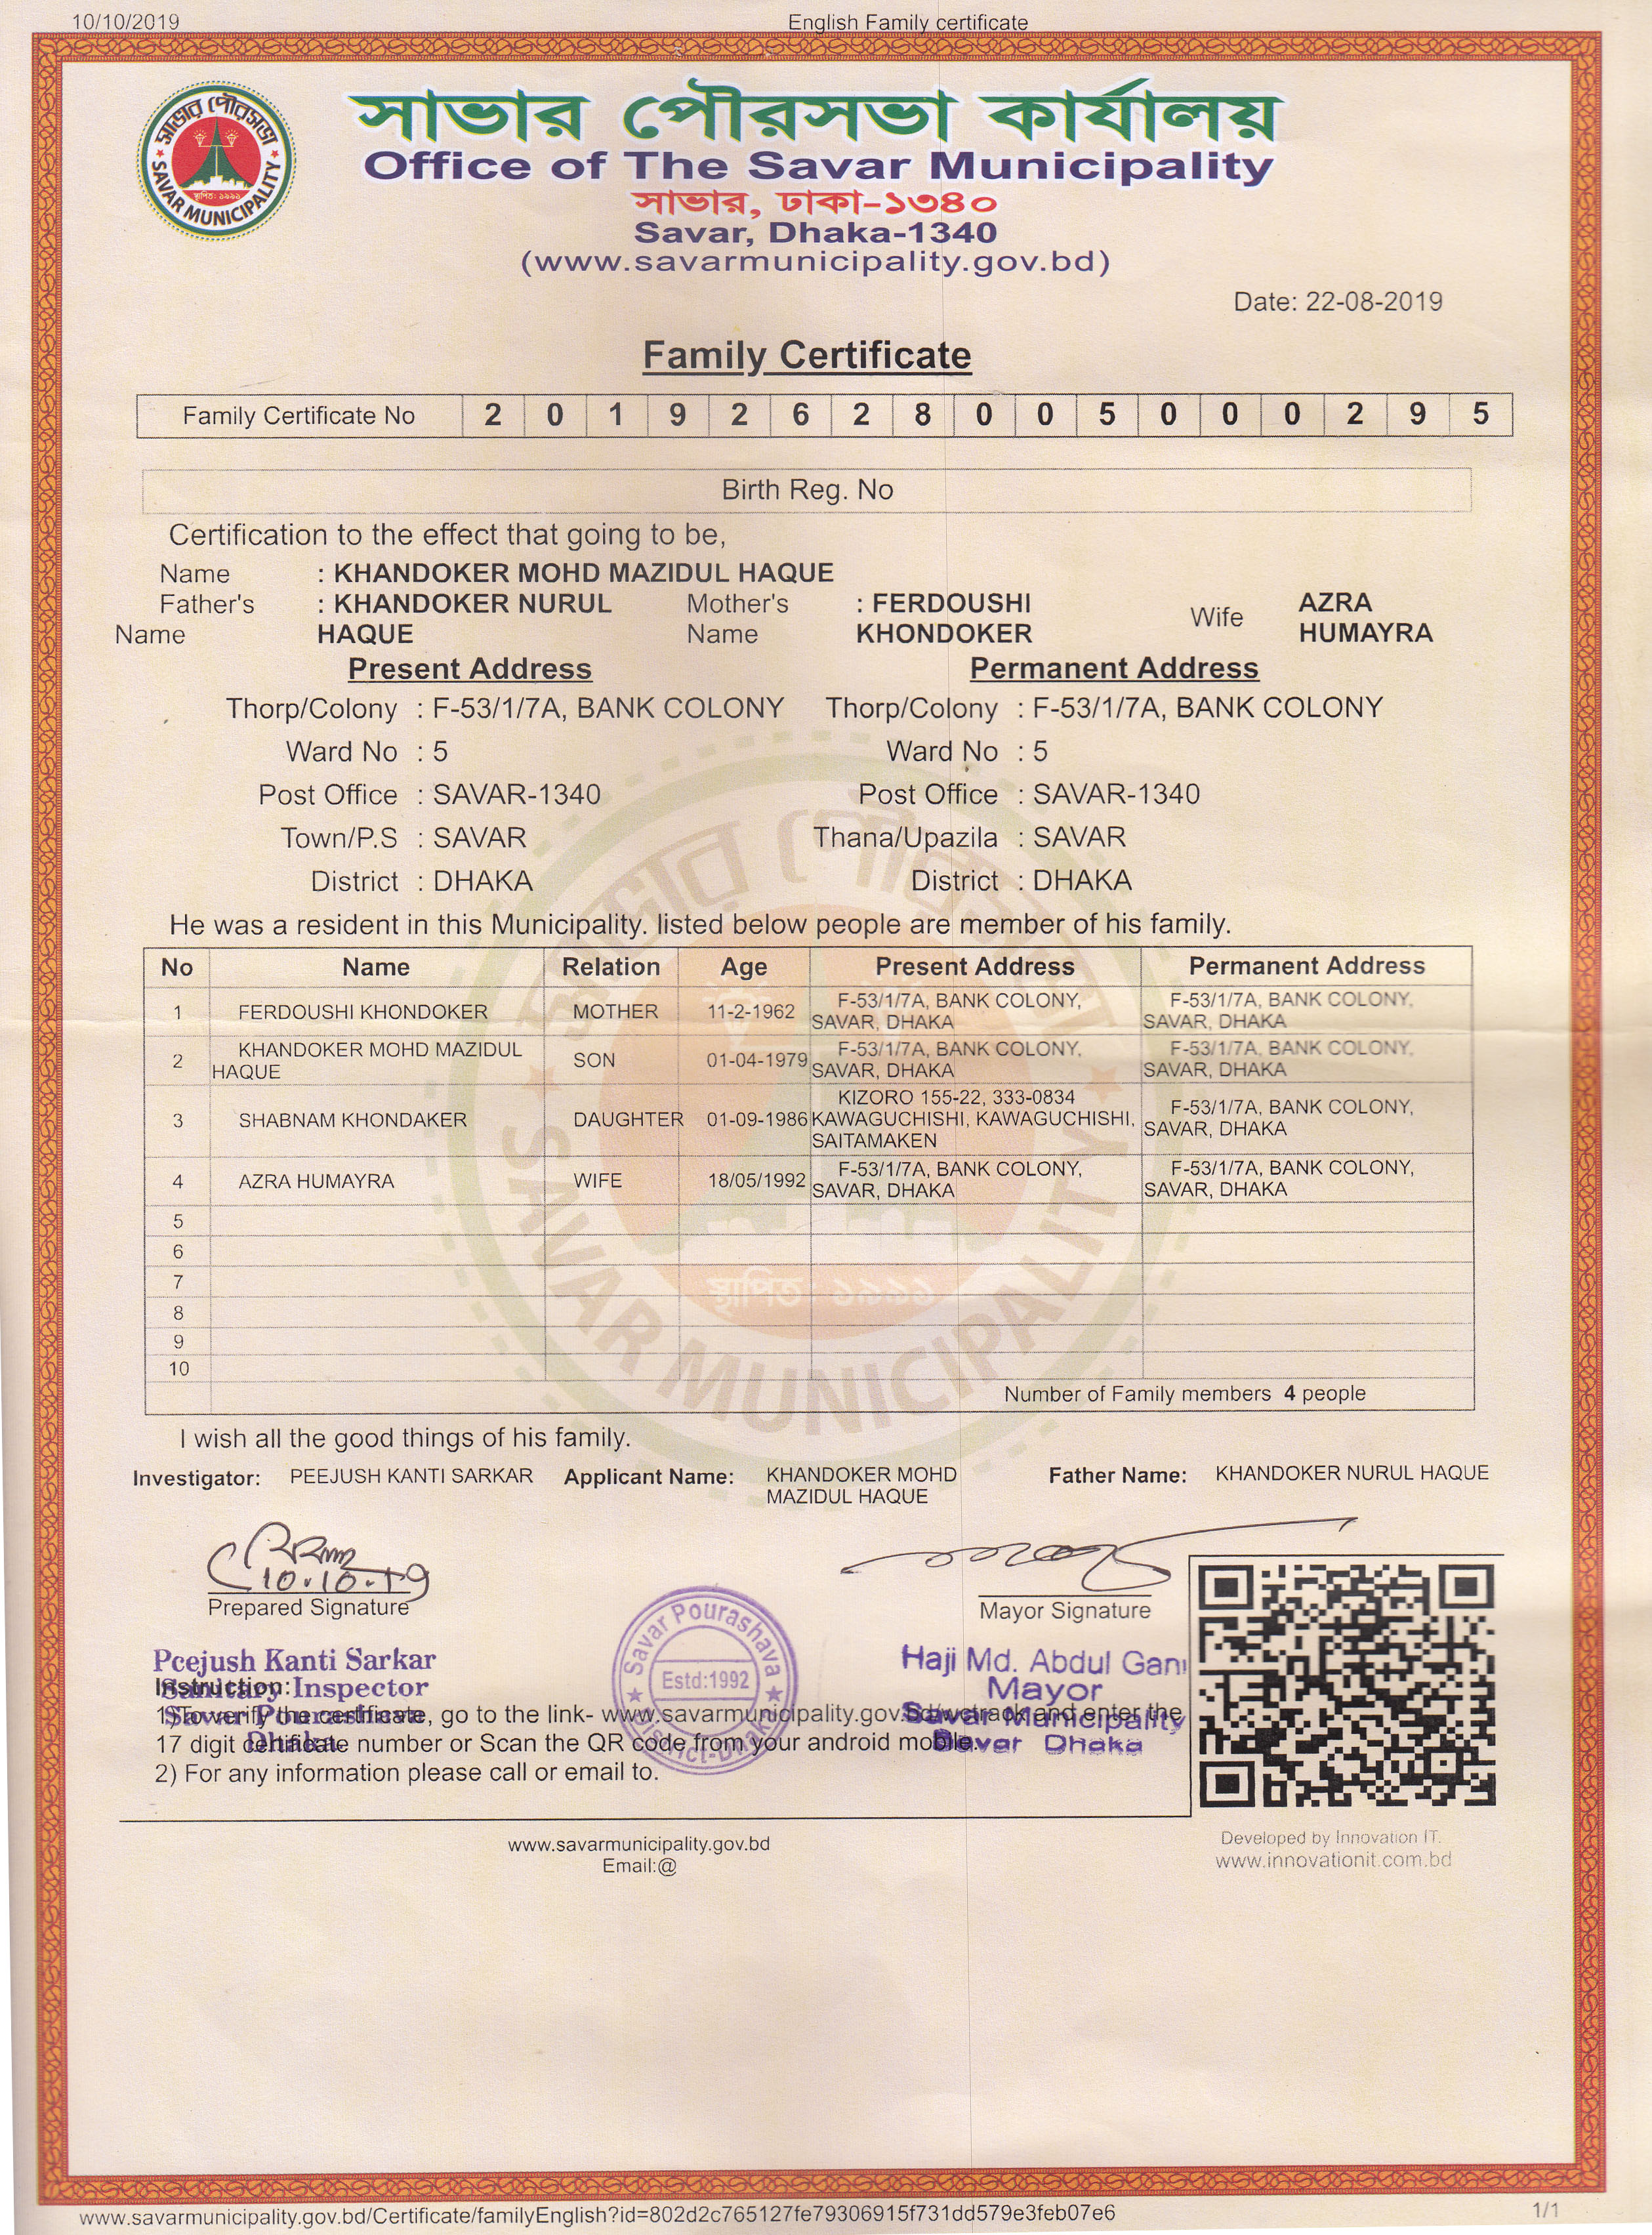 10/10/2019 English Family certificate
সাভার পৌরসভা
SAVAR MUNICIPALITY
স্থাপিত: ১৯৯১
সাভার পৌরসভা কার্যালয়
Office of The Savar Municipality
সাভার, ঢাকা-১৩৪০
Savar, Dhaka-1340
(www.savarmunicipality.gov.bd)
Date: 22-08-2019
Family Certificate
Family Certificate No 2 0 1 9 2 6 2 8 0 0 5 0 0 0 2 9 5
Birth Reg. No
Certification to the effect that going to be,
Name : KHANDOKER MOHD MAZIDUL HAQUE
Father's : KHANDOKER NURUL Mother's : FERDOUSHI Wife AZRA
Name HAQUE Name KHONDOKER HUMAYRA
Present Address Permanent Address
Thorp/Colony : F-53/1/7A, BANK COLONY Thorp/Colony : F-53/1/7A, BANK COLONY
Ward No : 5 Ward No : 5
Post Office : SAVAR-1340 Post Office : SAVAR-1340
Town/P.S : SAVAR Thana/Upazila : SAVAR
District : DHAKA District : DHAKA
He was a resident in this Municipality. listed below people are member of his family.
No Name Relation Age Present Address Permanent Address
1 FERDOUSHI KHONDOKER MOTHER 11-2-1962 F-53/1/7A, BANK COLONY, F-53/1/7A, BANK COLONY,
SAVAR, DHAKA SAVAR, DHAKA
2 KHANDOKER MOHD MAZIDUL SON 01-04-1979 F-53/1/7A, BANK COLONY, F-53/1/7A, BANK COLONY,
HAQUE SAVAR, DHAKA SAVAR, DHAKA
KIZORO 155-22, 333-0834
3 SHABNAM KHONDAKER DAUGHTER 01-09-1986 KAWAGUCHISHI, KAWAGUCHISHI, F-53/1/7A, BANK COLONY,
SAITAMAKEN SAVAR, DHAKA
4 AZRA HUMAYRA WIFE 18/05/1992 F-53/1/7A, BANK COLONY, F-53/1/7A, BANK COLONY,
SAVAR, DHAKA SAVAR, DHAKA
5
6
7
8
9
10
Number of Family members 4 people
সাভার পৌরসভা
স্থাপিত: ১৯৯১
SAVAR MUNICIPALITY
I wish all the good things of his family.
Investigator: PEEJUSH KANTI SARKAR Applicant Name: KHANDOKER MOHD Father Name: KHANDOKER NURUL HAQUE
MAZIDUL HAQUE
10.10.19
Prepared Signature Mayor Signature
Peejush Kanti Sarkar
Sanitary Inspector
Savar Pourashava
Dhaka.
Savar Pourashava
Estd:1992
District-Dhaka
Haji Md. Abdul Gani
Mayor
Savar Municipality
Savar Dhaka
Instruction:
1) To verify the certificate, go to the link- www.savarmunicipality.gov.bd and enter the
17 digit certificate number or Scan the QR code from your android mobile.
2) For any information please call or email to.
www.savarmunicipality.gov.bd
Email:@
Developed by Innovation IT.
www.innovationit.com.bd
www.savarmunicipality.gov.bd/Certificate/familyEnglish?id=802d2c765127fe79306915f731dd579e3feb07e6 1/1